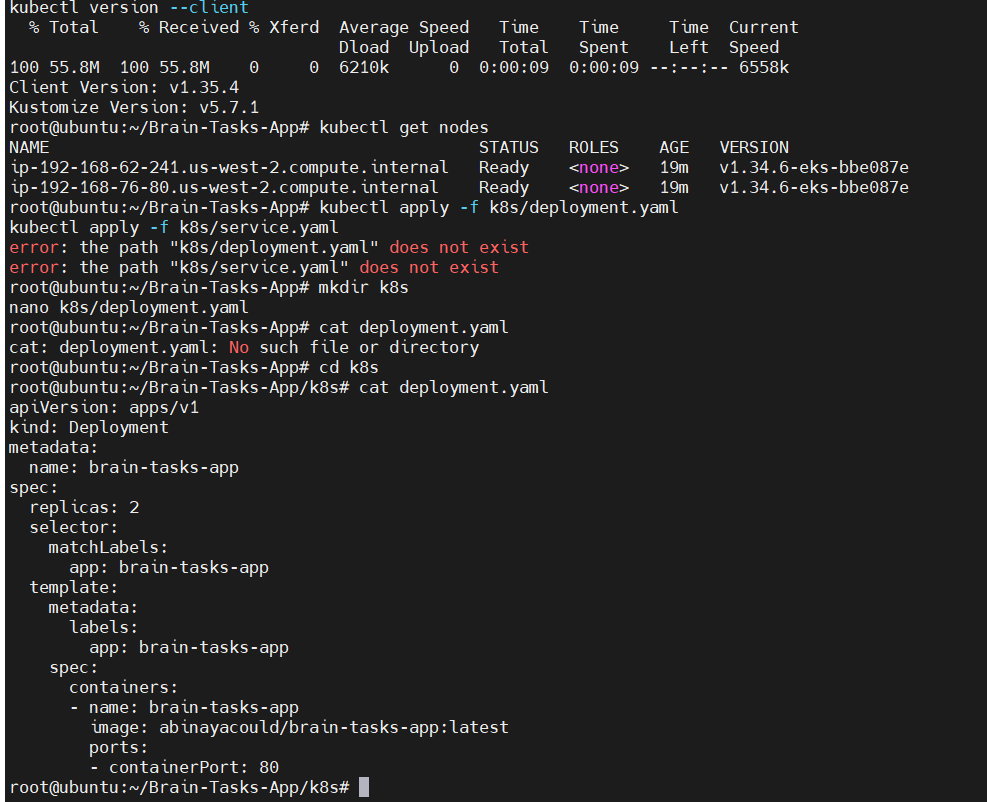 kubectl version --client
  % Total    % Received % Xferd  Average Speed   Time    Time     Time  Current
                                 Dload  Upload   Total   Spent    Left  Speed
100 55.8M  100 55.8M    0     0  6210k      0  0:00:09  0:00:09 --:--:-- 6558k
Client Version: v1.35.4
Kustomize Version: v5.7.1
root@ubuntu:~/Brain-Tasks-App# kubectl get nodes
NAME                                           STATUS   ROLES    AGE   VERSION
ip-192-168-62-241.us-west-2.compute.internal   Ready    <none>   19m   v1.34.6-eks-bbe087e
ip-192-168-76-80.us-west-2.compute.internal    Ready    <none>   19m   v1.34.6-eks-bbe087e
root@ubuntu:~/Brain-Tasks-App# kubectl apply -f k8s/deployment.yaml
kubectl apply -f k8s/service.yaml
error: the path "k8s/deployment.yaml" does not exist
error: the path "k8s/service.yaml" does not exist
root@ubuntu:~/Brain-Tasks-App# mkdir k8s
nano k8s/deployment.yaml
root@ubuntu:~/Brain-Tasks-App# cat deployment.yaml
cat: deployment.yaml: No such file or directory
root@ubuntu:~/Brain-Tasks-App# cd k8s
root@ubuntu:~/Brain-Tasks-App/k8s# cat deployment.yaml
apiVersion: apps/v1
kind: Deployment
metadata:
  name: brain-tasks-app
spec:
  replicas: 2
  selector:
    matchLabels:
      app: brain-tasks-app
  template:
    metadata:
      labels:
        app: brain-tasks-app
    spec:
      containers:
      - name: brain-tasks-app
        image: abinayacould/brain-tasks-app:latest
        ports:
        - containerPort: 80
root@ubuntu:~/Brain-Tasks-App/k8s#